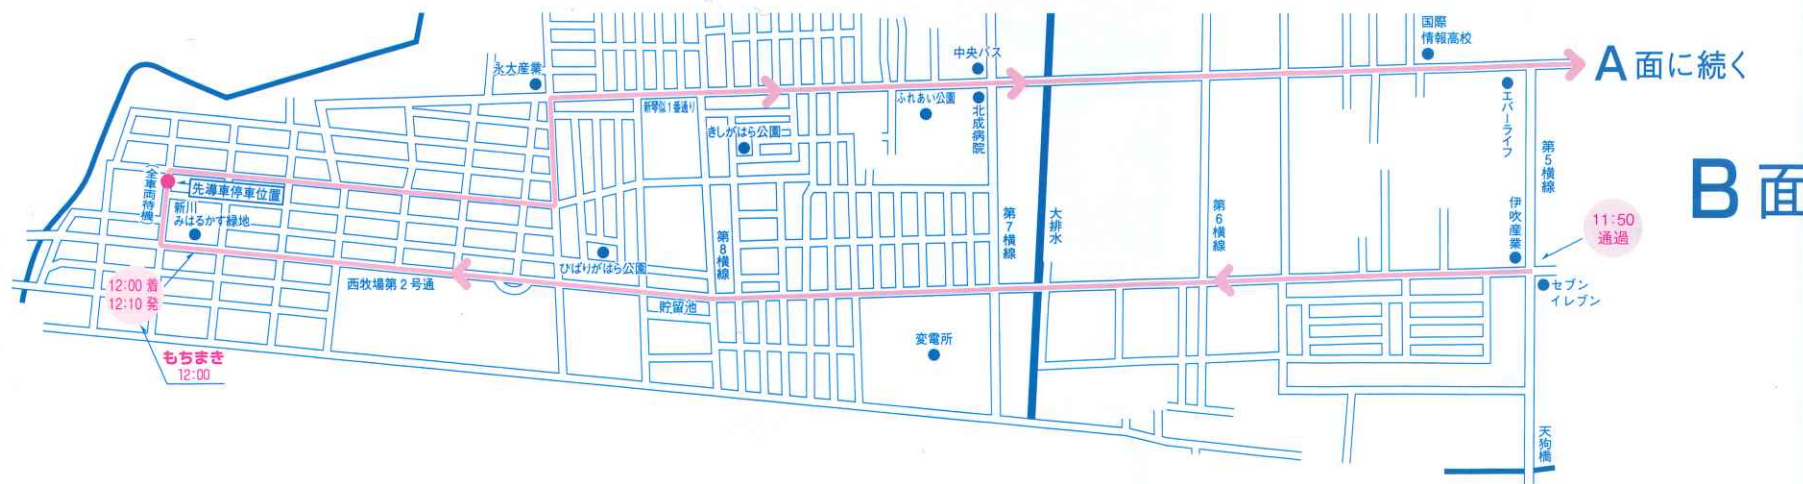 国際
情報高校
中央バス
A面に続く
永大産業
エバーライフ
新琴似1番通り
ふれあい公園
北成病院
きしがはら公園
第5横線
B面
(全車両待機)
先導車停車位置
新川
みはるかす緑地
伊吹産業
11:50
通過
第7横線
大排水
第6横線
第8横線
ひばりがはら公園
12:00 着
12:10 発
西牧場第2号通
セブン
イレブン
貯留池
変電所
もちまき
12:00
天狗橋